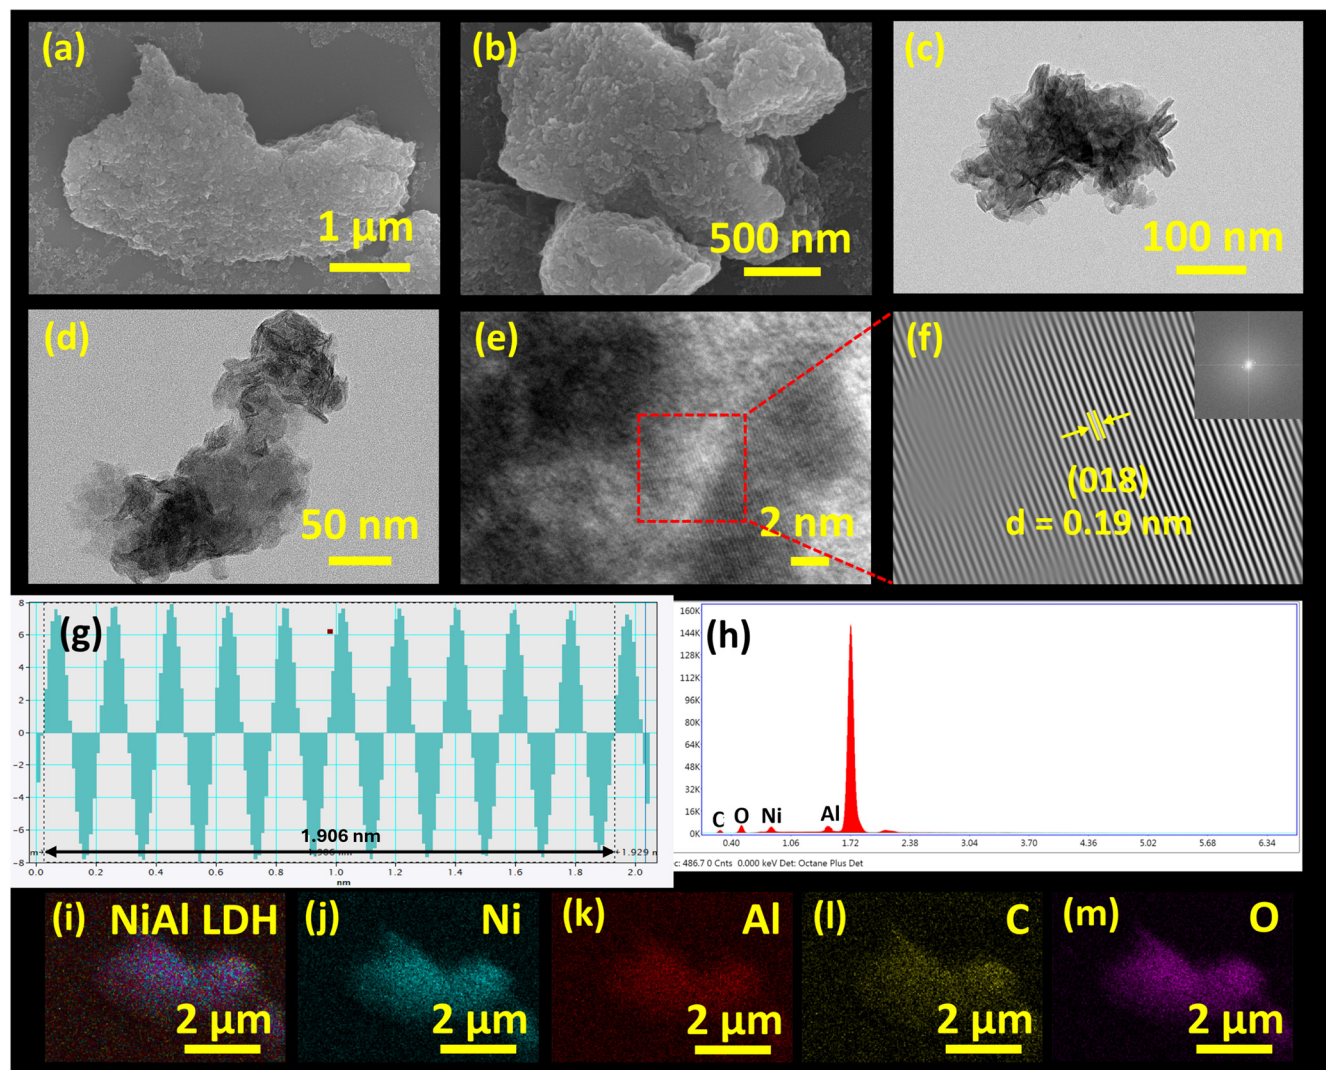 (a)
1 μm
(b)
500 nm
(c)
100 nm
(d)
50 nm
(e)
2 nm
(f)
(018)
d = 0.19 nm
(g)
8
6
4
2
0
-2
-4
-6
-8
1.906 nm
1.929
0.0 0.2 0.4 0.6 0.8 1.0 1.2 1.4 1.6 1.8 2.0
nm
(h)
160K
144K
128K
112K
96K
80K
64K
48K
32K
16K
0K
C O Ni Al
0.40 1.06 1.72 2.38 3.04 3.70 4.36 5.02 5.68 6.34
c: 486.7 0 Cnts 0.000 keV Det: Octane Plus Det
(i) NiAl LDH
2 μm
(j) Ni
2 μm
(k) Al
2 μm
(l) C
2 μm
(m) O
2 μm